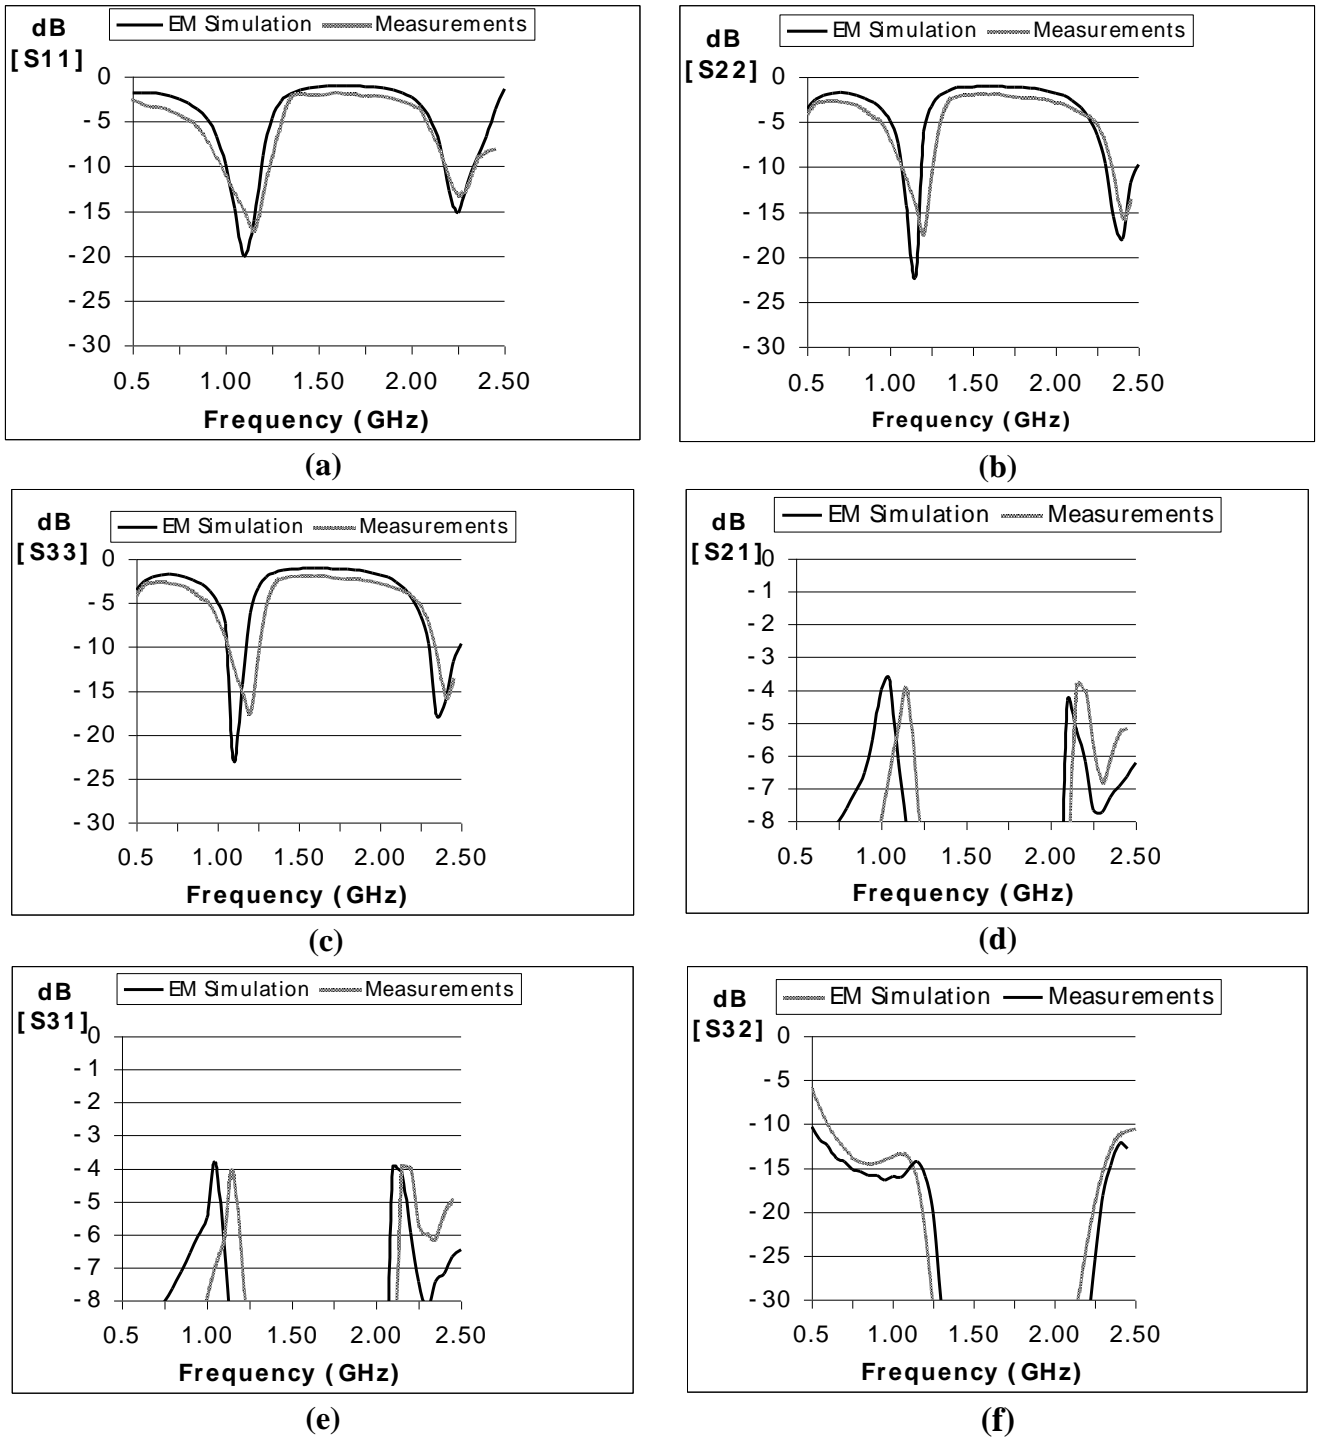 dB
[S11]
EM Simulation Measurements
0
-5
-10
-15
-20
-25
-30
0.5 1.00 1.50 2.00 2.50
Frequency (GHz)
(a)
dB
[S22]
EM Simulation Measurements
0
-5
-10
-15
-20
-25
-30
0.5 1.00 1.50 2.00 2.50
Frequency (GHz)
(b)
dB
[S33]
EM Simulation Measurements
0
-5
-10
-15
-20
-25
-30
0.5 1.00 1.50 2.00 2.50
Frequency (GHz)
(c)
dB
[S21]
EM Simulation Measurements
0
-1
-2
-3
-4
-5
-6
-7
-8
0.5 1.00 1.50 2.00 2.50
Frequency (GHz)
(d)
dB
[S31]
EM Simulation Measurements
0
-1
-2
-3
-4
-5
-6
-7
-8
0.5 1.00 1.50 2.00 2.50
Frequency (GHz)
(e)
dB
[S32]
EM Simulation Measurements
0
-5
-10
-15
-20
-25
-30
0.5 1.00 1.50 2.00 2.50
Frequency (GHz)
(f)